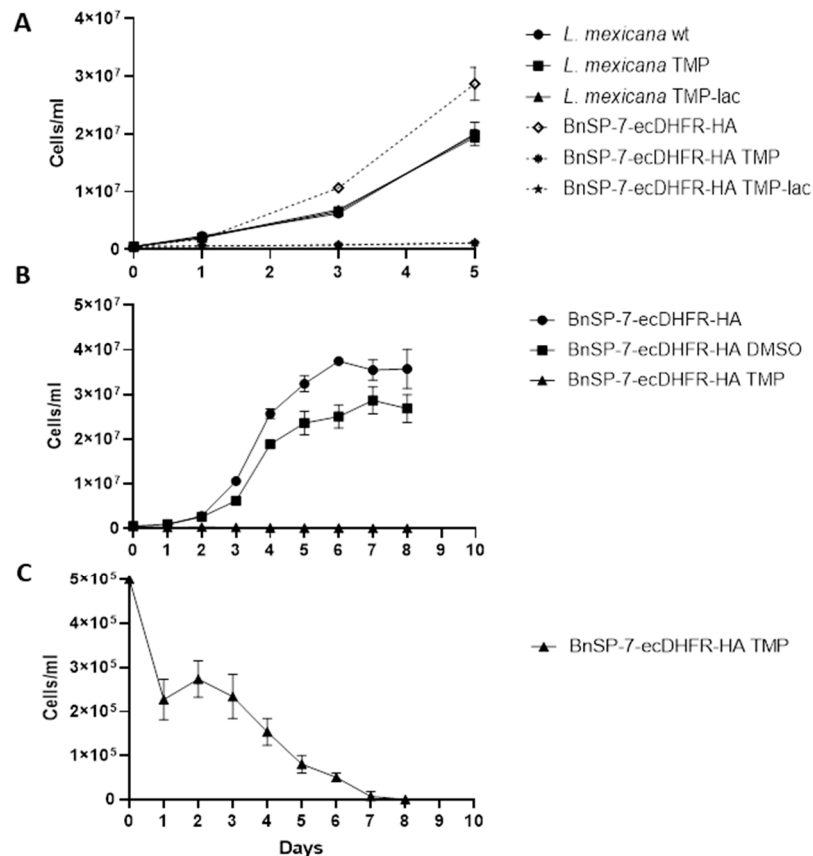 A
4×10⁷
3×10⁷
2×10⁷
1×10⁷
0
Cells/ml
0 1 2 3 4 5
L. mexicana wt
L. mexicana TMP
L. mexicana TMP-lac
BnSP-7-ecDHFR-HA
BnSP-7-ecDHFR-HA TMP
BnSP-7-ecDHFR-HA TMP-lac
B
5×10⁷
4×10⁷
3×10⁷
2×10⁷
1×10⁷
0
Cells/ml
0 1 2 3 4 5 6 7 8 9 10
BnSP-7-ecDHFR-HA
BnSP-7-ecDHFR-HA DMSO
BnSP-7-ecDHFR-HA TMP
C
5×10⁵
4×10⁵
3×10⁵
2×10⁵
1×10⁵
0
Cells/ml
0 1 2 3 4 5 6 7 8 9 10
Days
BnSP-7-ecDHFR-HA TMP